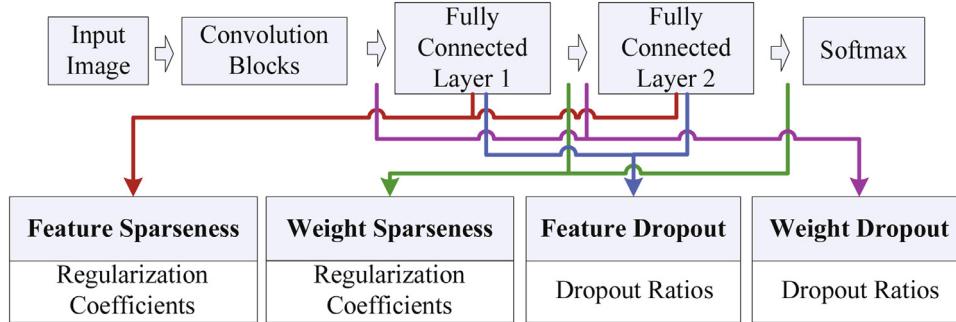 Input
Image
Convolution
Blocks
Fully
Connected
Layer 1
Fully
Connected
Layer 2
Softmax
Feature Sparseness
Regularization
Coefficients
Weight Sparseness
Regularization
Coefficients
Feature Dropout
Dropout Ratios
Weight Dropout
Dropout Ratios